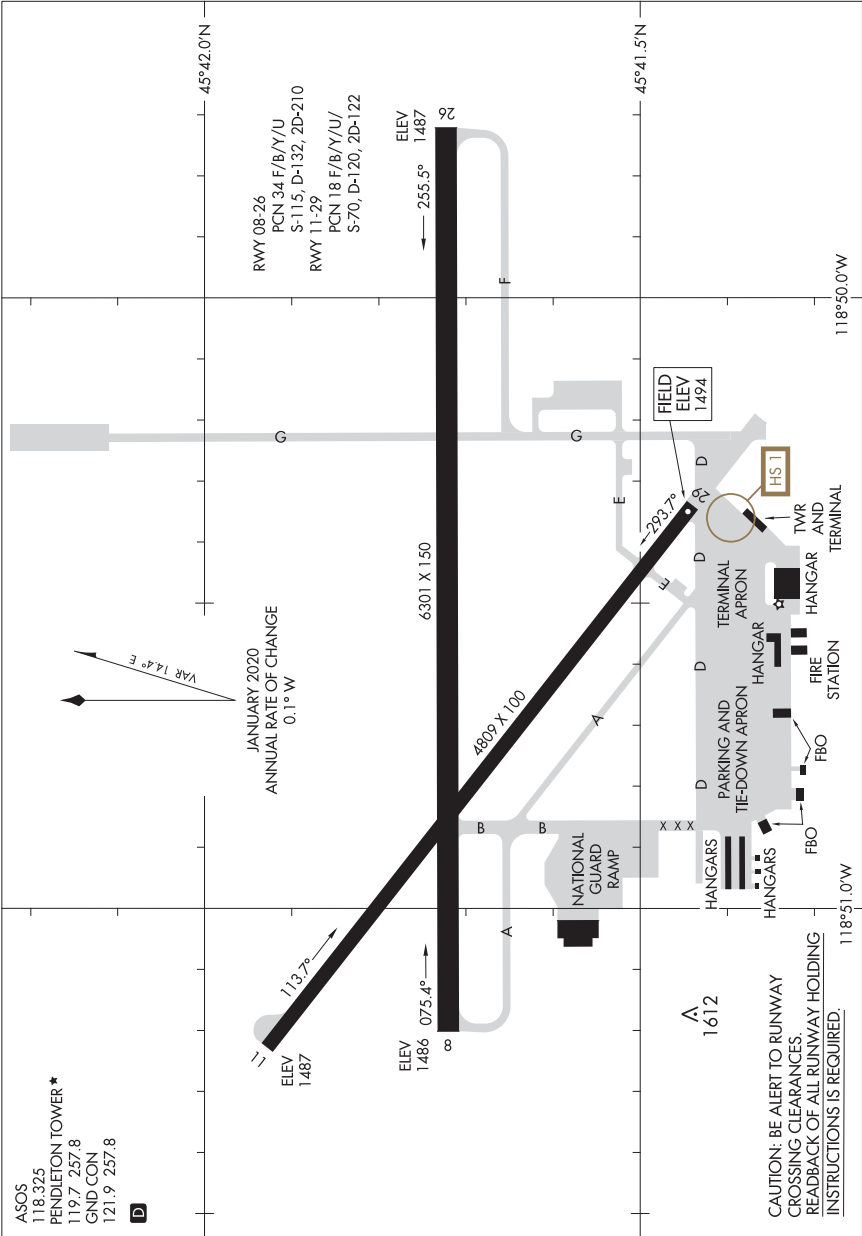 ASOS
118.325
PENDLETON TOWER★
119.7 257.8
GND CON
121.9 257.8
D
JANUARY 2020
ANNUAL RATE OF CHANGE
0.1° W
VAR 14.4° E
45°42.0'N
45°41.5'N
RWY 08-26
PCN 34 F/B/Y/U
S-115, D-132, 2D-210
RWY 11-29
PCN 18 F/B/Y/U/
S-70, D-120, 2D-122
11
ELEV
1487
113.7°
ELEV
1486
075.4°
8
6301 X 150
4809 X 100
ELEV
1487
26
255.5°
FIELD
ELEV
1494
293.7°
29
HS 1
G
G
F
E
E
A
A
B
B
D
D
D
D
X X X
NATIONAL
GUARD
RAMP
TERMINAL
APRON
PARKING AND
TIE-DOWN APRON
TWR
AND
TERMINAL
HANGAR
HANGAR
FIRE
STATION
FBO
FBO
HANGARS
HANGARS
1612
118°51.0'W
118°50.0'W
CAUTION: BE ALERT TO RUNWAY
CROSSING CLEARANCES.
READBACK OF ALL RUNWAY HOLDING
INSTRUCTIONS IS REQUIRED.